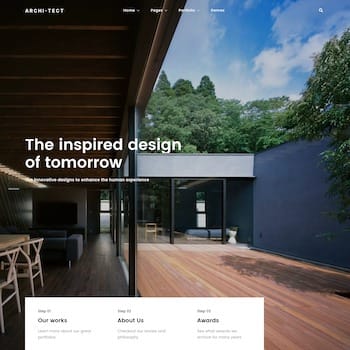 ARCHI-TECT
Home Pages Portfolio Demos
The inspired design
of tomorrow
innovative designs to enhance the human experience
Step 01 Step 02 Step 03
Our works About Us Awards
Learn more about our great Checkout our values and See what awards we
portfolio philosophy archive for many years